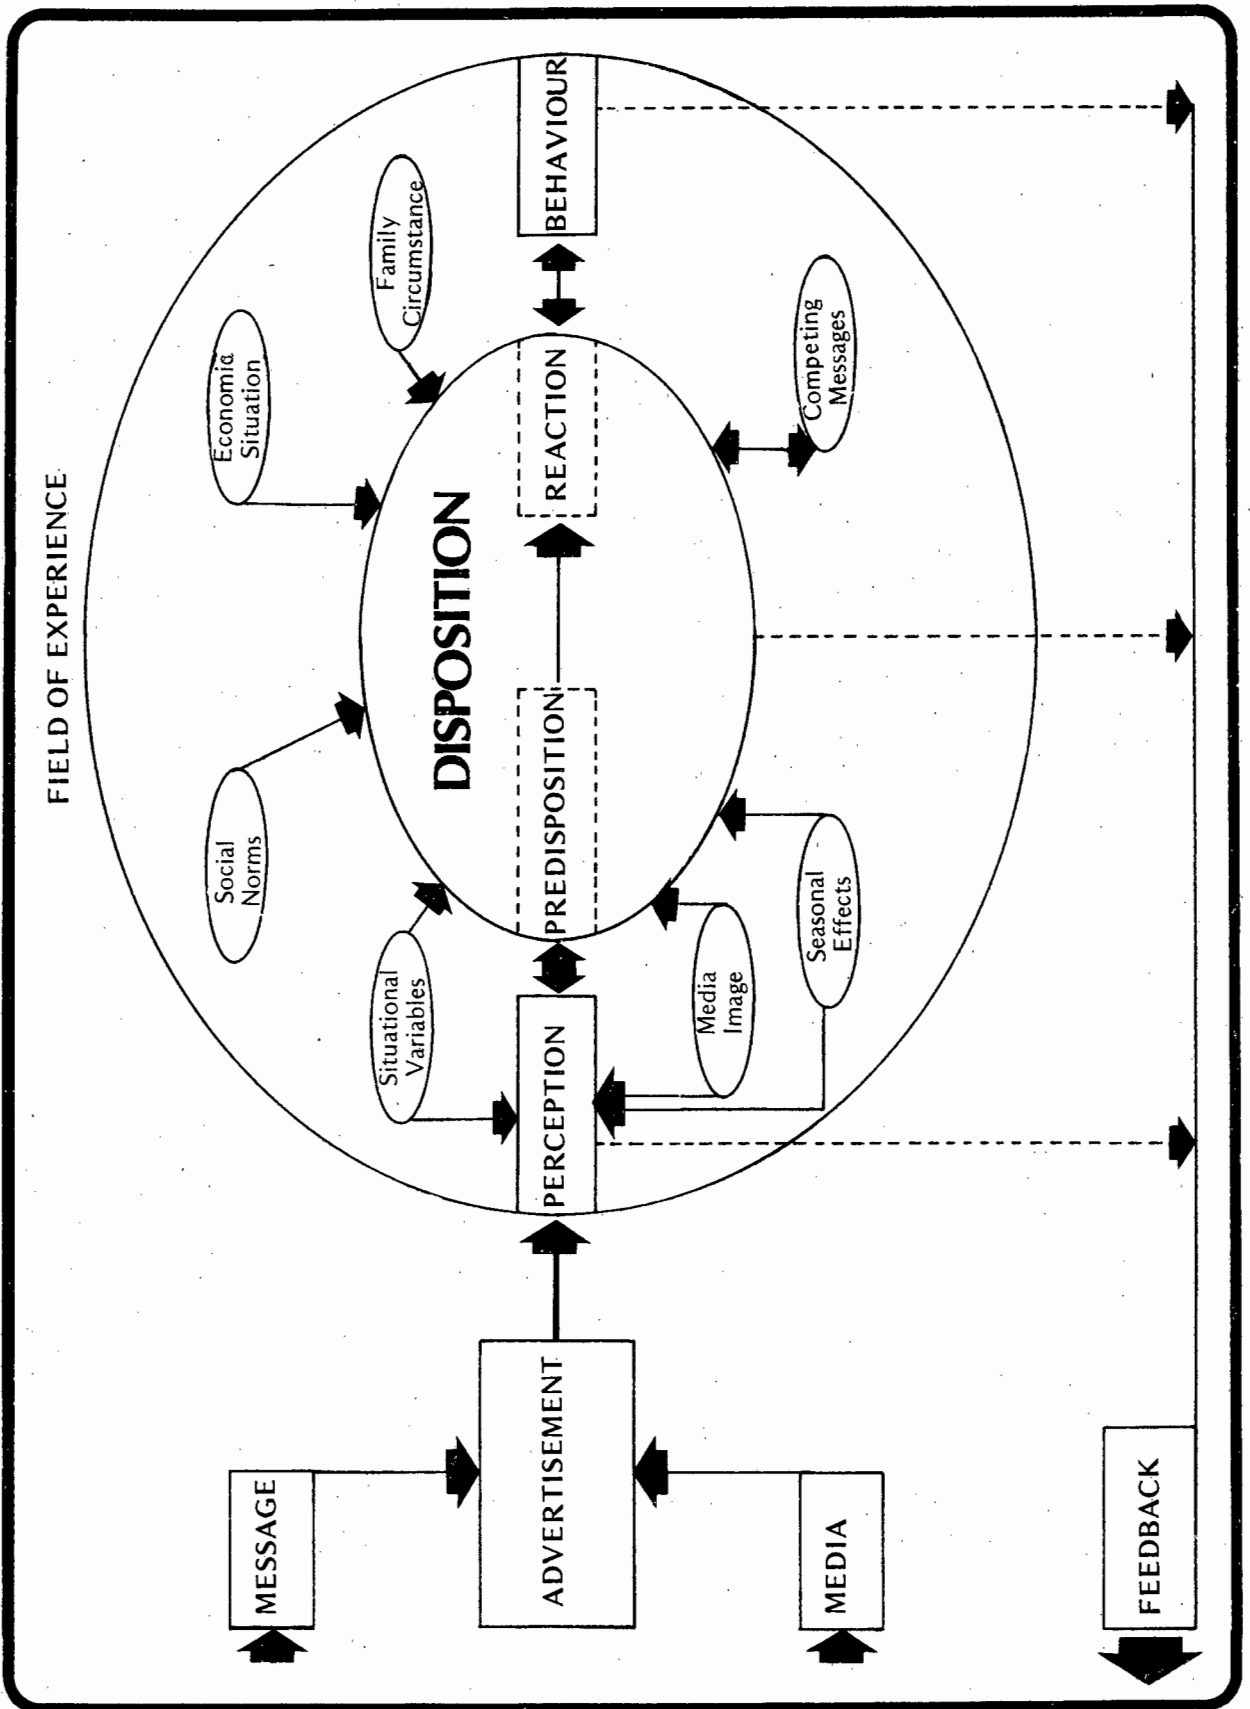 FIELD OF EXPERIENCE
MESSAGE
ADVERTISEMENT
MEDIA
FEEDBACK
PERCEPTION
Situational
Variables
Social
Norms
Economic
Situation
Family
Circumstance
DISPOSITION
PREDISPOSITION
REACTION
BEHAVIOUR
Media
Image
Seasonal
Effects
Competing
Messages